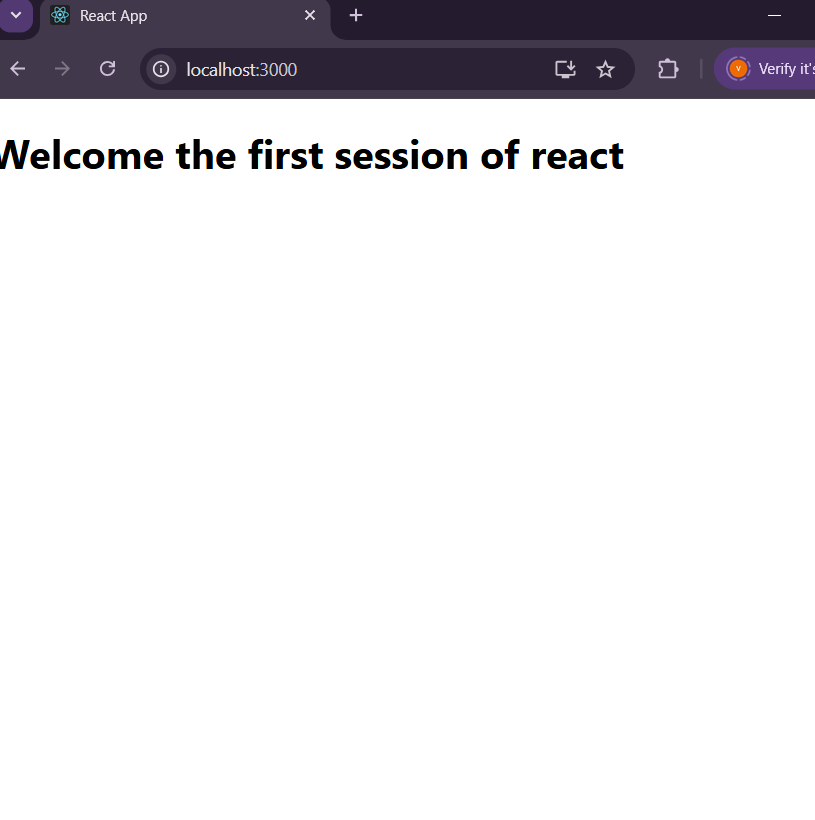 React App
localhost:3000
v
Verify it's
Welcome the first session of react